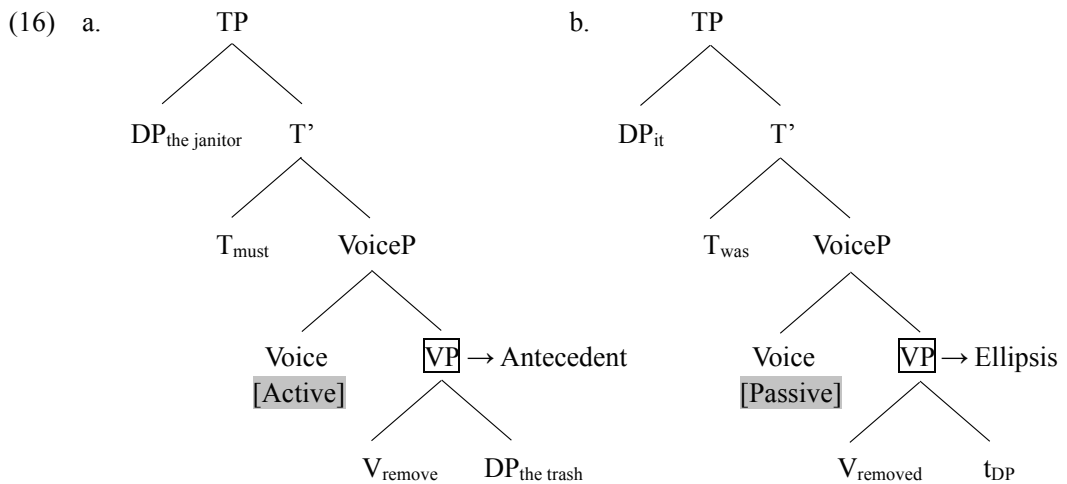 (16) a. TP b. TP
DPthe janitor T’ DPit T’
Tmust VoiceP Twas VoiceP
Voice VP → Antecedent Voice VP → Ellipsis
[Active] [Passive]
Vremove DPthe trash Vremoved tDP